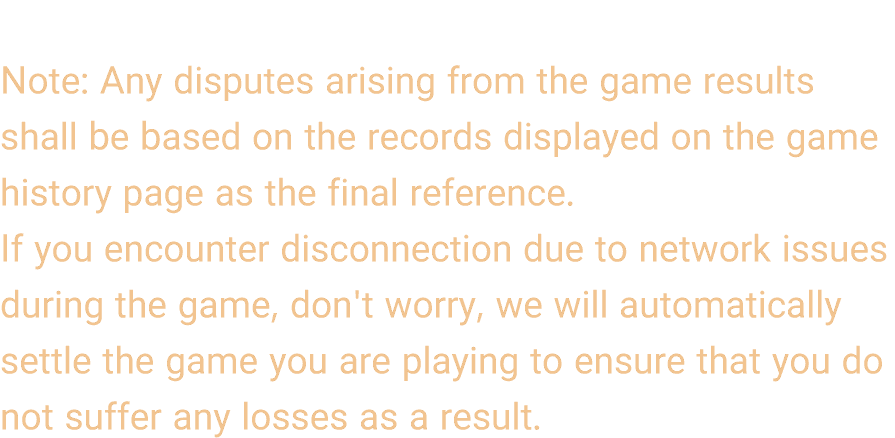 Note: Any disputes arising from the game results
shall be based on the records displayed on the game
history page as the final reference.
If you encounter disconnection due to network issues
during the game, don't worry, we will automatically
settle the game you are playing to ensure that you do
not suffer any losses as a result.